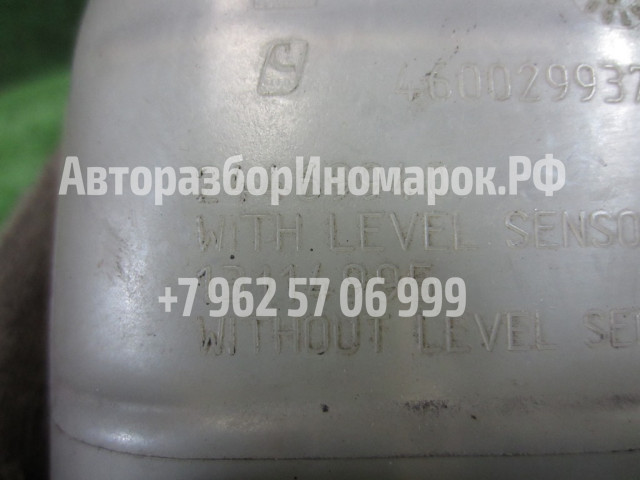 460029937
АвторазборИномарок.РФ
WITH LEVEL SENSO
+7 962 57 06 999
WITHOUT LEVEL SE